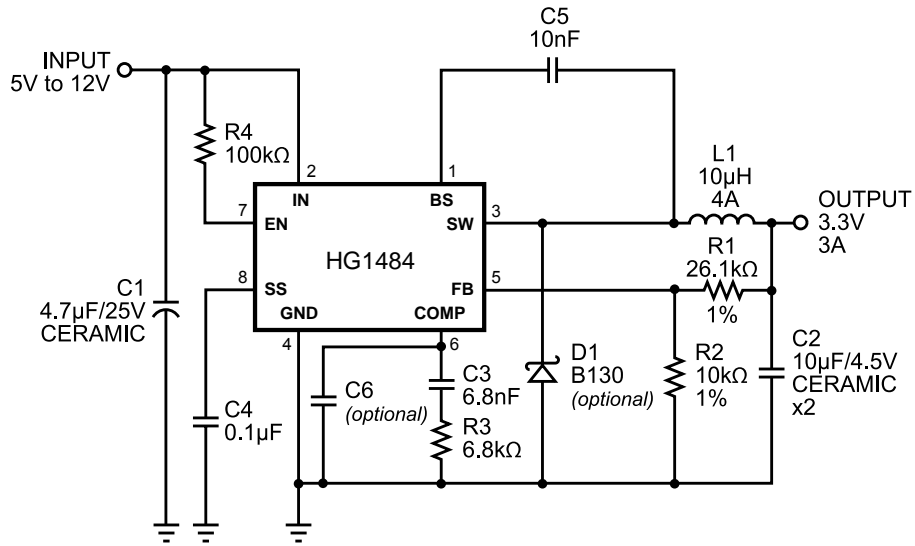 C5
10nF
INPUT
5V to 12V
R4
100kΩ
2
1
L1
10µH
4A
IN
BS
7
EN
SW
3
OUTPUT
3.3V
3A
HG1484
R1
26.1kΩ
1%
8
SS
FB
5
C1
4.7µF/25V
CERAMIC
GND
COMP
4
6
C6
(optional)
C3
6.8nF
D1
B130
(optional)
R2
10kΩ
1%
C2
10µF/4.5V
CERAMIC
x2
C4
0.1µF
R3
6.8kΩ